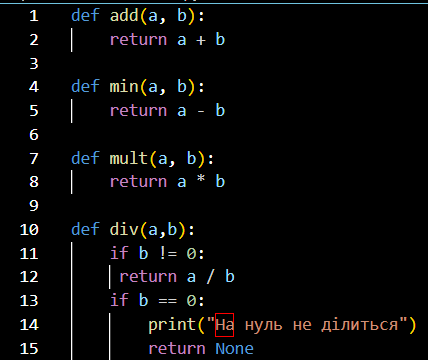 1 def add(a, b):
2     return a + b
3
4 def min(a, b):
5     return a - b
6
7 def mult(a, b):
8     return a * b
9
10 def div(a,b):
11     if b != 0:
12      return a / b
13     if b == 0:
14         print("На нуль не ділиться")
15         return None